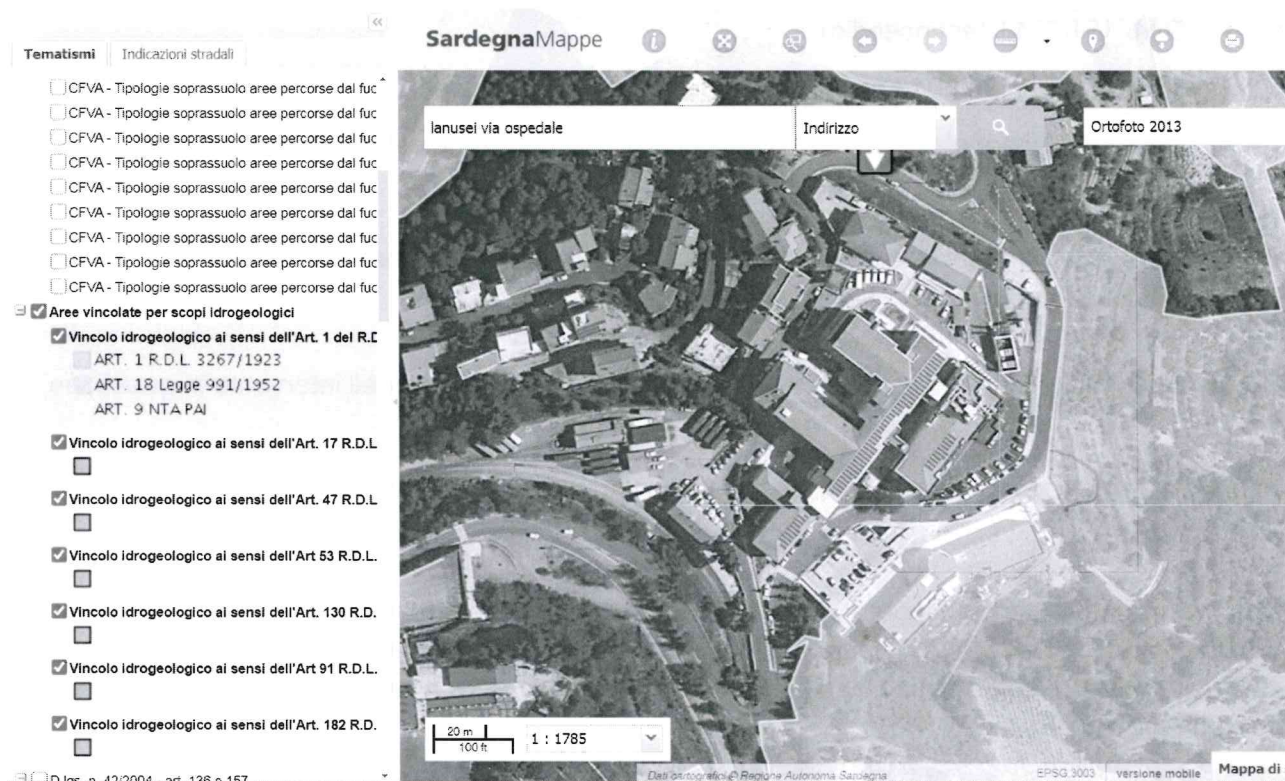 «
Tematismi
Indicazioni stradali
CFVA - Tipologie soprassuolo aree percorse dal fuc
CFVA - Tipologie soprassuolo aree percorse dal fuc
CFVA - Tipologie soprassuolo aree percorse dal fuc
CFVA - Tipologie soprassuolo aree percorse dal fuc
CFVA - Tipologie soprassuolo aree percorse dal fuc
CFVA - Tipologie soprassuolo aree percorse dal fuc
CFVA - Tipologie soprassuolo aree percorse dal fuc
CFVA - Tipologie soprassuolo aree percorse dal fuc
CFVA - Tipologie soprassuolo aree percorse dal fuc
Aree vincolate per scopi idrogeologici
Vincolo idrogeologico ai sensi dell'Art. 1 del R.D
ART. 1 R.D.L. 3267/1923
ART. 18 Legge 991/1952
ART. 9 NTA PAI
Vincolo idrogeologico ai sensi dell'Art. 17 R.D.L
Vincolo idrogeologico ai sensi dell'Art. 47 R.D.L
Vincolo idrogeologico ai sensi dell'Art 53 R.D.L.
Vincolo idrogeologico ai sensi dell'Art. 130 R.D.
Vincolo idrogeologico ai sensi dell'Art 91 R.D.L.
Vincolo idrogeologico ai sensi dell'Art. 182 R.D.
D.lgs. n. 42/2004 - art. 136 e 157
SardegnaMappe
lanusei via ospedale
Indirizzo
Ortofoto 2013
20 m
100 ft
1 : 1785
Dati cartografici © Regione Autonoma Sardegna
EPSG 3003
versione mobile
Mappa di